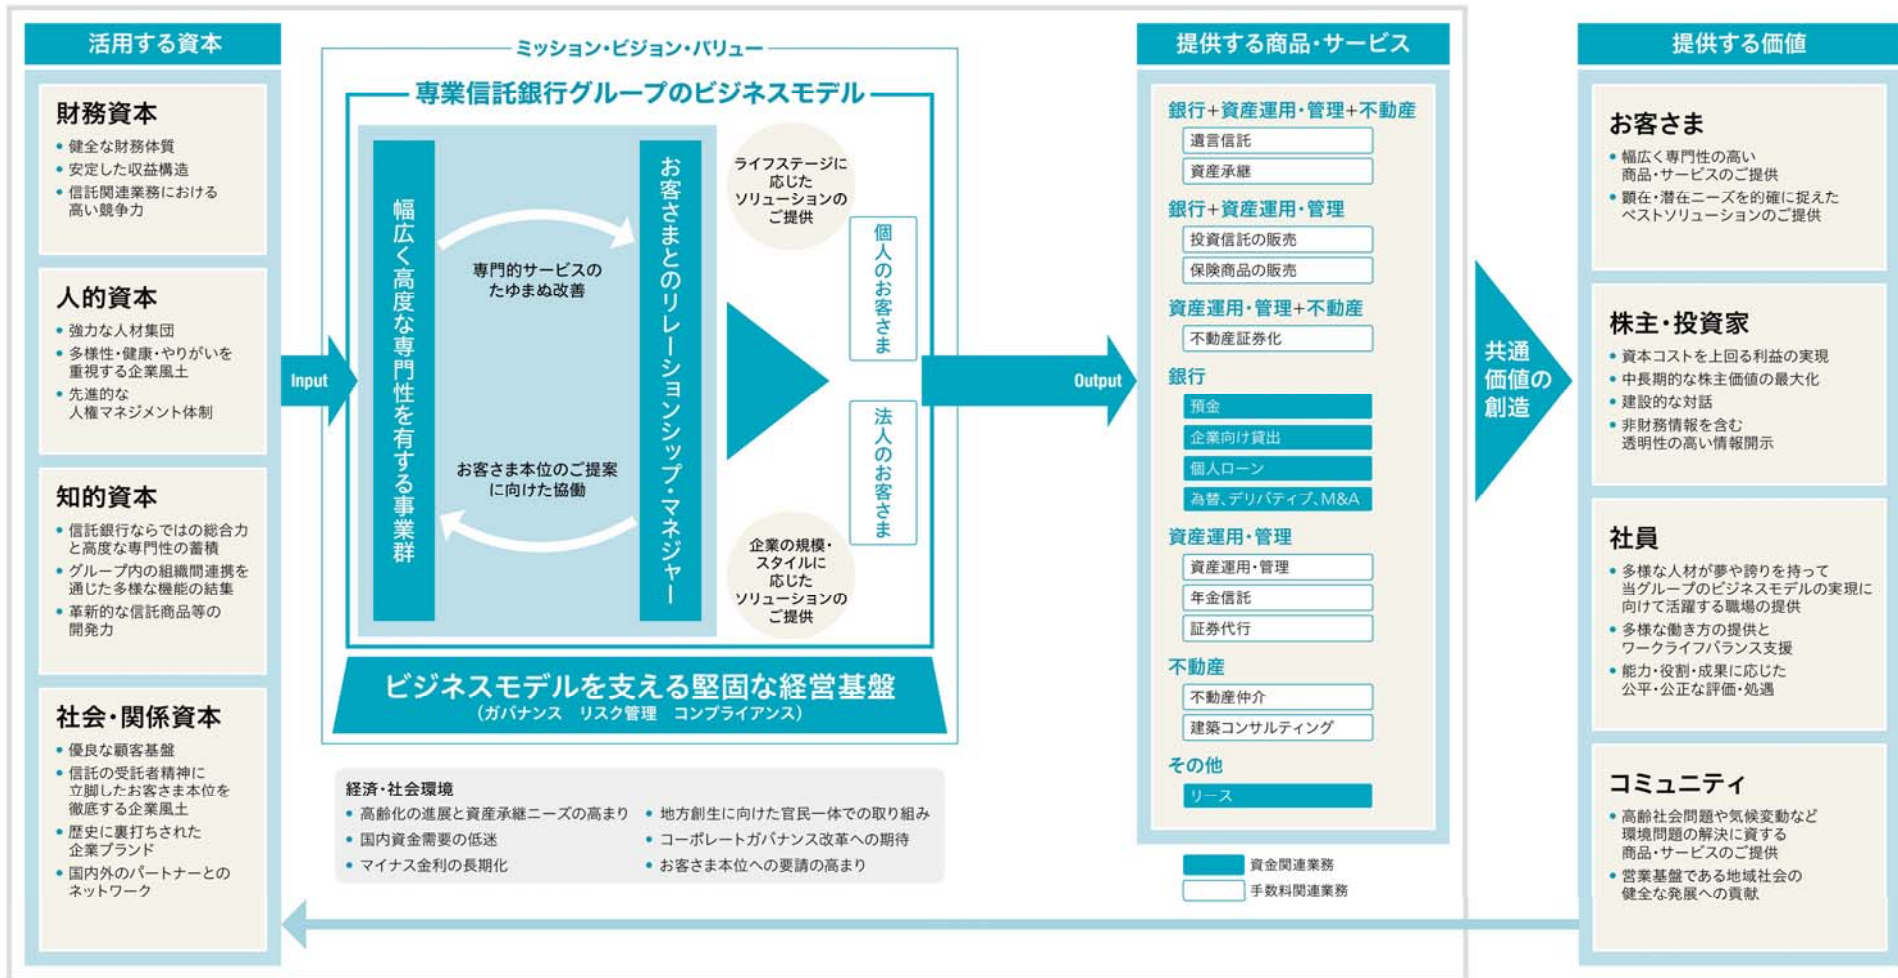 活用する資本
財務資本
• 健全な財務体質
• 安定した収益構造
• 信託関連業務における
高い競争力
人的資本
• 強力な人材集団
• 多様性・健康・やりがいを
重視する企業風土
• 先進的な
人権マネジメント体制
知的資本
• 信託銀行ならではの総合力
と高度な専門性の蓄積
• グループ内の組織間連携を
通じた多様な機能の結集
• 革新的な信託商品等の
開発力
社会・関係資本
• 優良な顧客基盤
• 信託の受託者精神に
立脚したお客さま本位を
徹底する企業風土
• 歴史に裏打ちされた
企業ブランド
• 国内外のパートナーとの
ネットワーク
Input
ミッション・ビジョン・バリュー
専業信託銀行グループのビジネスモデル
幅広く高度な専門性を有する事業群
専門的サービスの
たゆまぬ改善
お客さま本位のご提案
に向けた協働
お客さまとのリレーションシップ・マネジャー
ライフステージに
応じた
ソリューションの
ご提供
個人のお客さま
法人のお客さま
企業の規模・
スタイルに
応じた
ソリューションの
ご提供
ビジネスモデルを支える堅固な経営基盤
(ガバナンス リスク管理 コンプライアンス)
経済・社会環境
• 高齢化の進展と資産承継ニーズの高まり
• 国内資金需要の低迷
• マイナス金利の長期化
• 地方創生に向けた官民一体での取り組み
• コーポレートガバナンス改革への期待
• お客さま本位への要請の高まり
Output
提供する商品・サービス
銀行+資産運用・管理+不動産
遺言信託
資産承継
銀行+資産運用・管理
投資信託の販売
保険商品の販売
資産運用・管理+不動産
不動産証券化
銀行
預金
企業向け貸出
個人ローン
為替、デリバティブ、M&A
資産運用・管理
資産運用・管理
年金信託
証券代行
不動産
不動産仲介
建築コンサルティング
その他
リース
資金関連業務
手数料関連業務
共通
価値の
創造
提供する価値
お客さま
• 幅広く専門性の高い
商品・サービスのご提供
• 顕在・潜在ニーズを的確に捉えた
ベストソリューションのご提供
株主・投資家
• 資本コストを上回る利益の実現
• 中長期的な株主価値の最大化
• 建設的な対話
• 非財務情報を含む
透明性の高い情報開示
社員
• 多様な人材が夢や誇りを持って
当グループのビジネスモデルの実現に
向けて活躍する職場の提供
• 多様な働き方の提供と
ワークライフバランス支援
• 能力・役割・成果に応じた
公平・公正な評価・処遇
コミュニティ
• 高齢社会問題や気候変動など
環境問題の解決に資する
商品・サービスのご提供
• 営業基盤である地域社会の
健全な発展への貢献